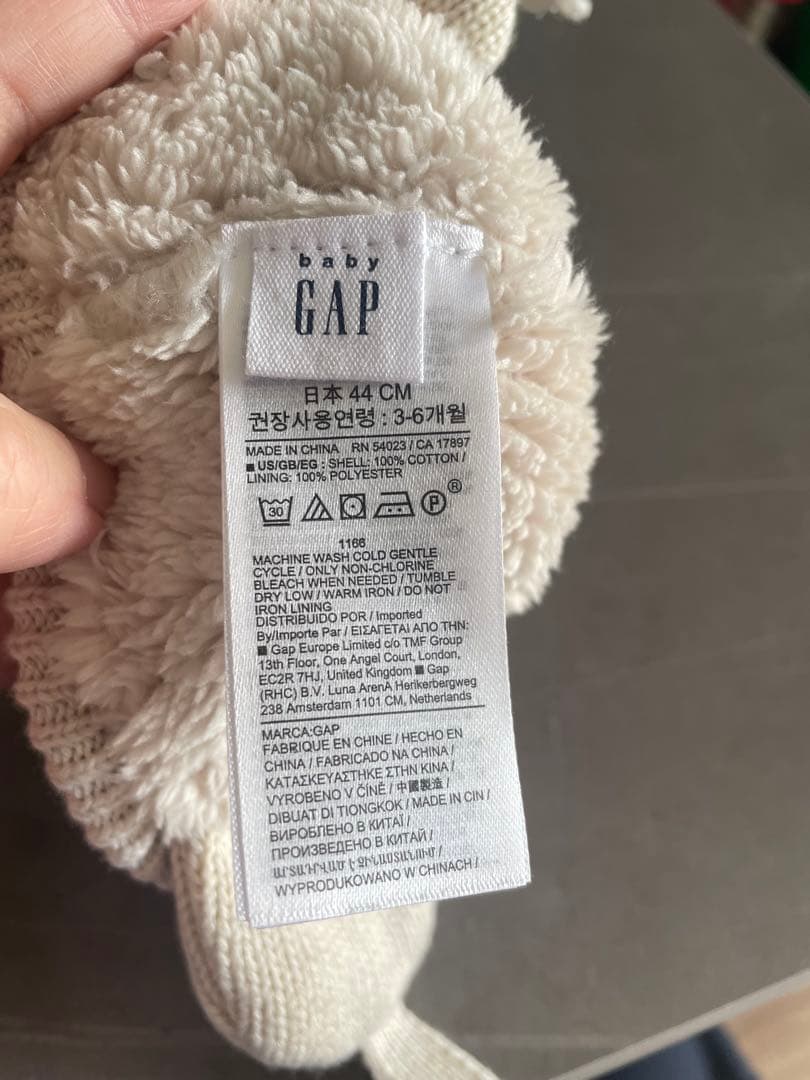 baby
GAP
日本 44 CM
권장사용연령 : 3-6개월
MADE IN CHINA RN 54023 / CA 17897
■ US/GB/EG : SHELL: 100% COTTON /
LINING: 100% POLYESTER
30 P ®
1166
MACHINE WASH COLD GENTLE
CYCLE / ONLY NON-CHLORINE
BLEACH WHEN NEEDED / TUMBLE
DRY LOW / WARM IRON / DO NOT
IRON LINING
DISTRIBUIDO POR / Imported
By/Importe Par / ΕΙΣΑΓΕΤΑΙ ΑΠΟ ΤΗΝ:
■ Gap Europe Limited c/o TMF Group
13th Floor, One Angel Court, London,
EC2R 7HJ, United Kingdom ■ Gap
(RHC) B.V. Luna ArenA Herikerbergweg
238 Amsterdam 1101 CM, Netherlands
MARCA:GAP
FABRIQUE EN CHINE / HECHO EN
CHINA / FABRICADO NA CHINA /
ΚΑΤΑΣΚΕΥΑΣΤΗΚΕ ΣΤΗΝ ΚΙΝΑ /
VYROBENO V ČÍNĚ / 中國製造 /
DIBUAT DI TIONGKOK / MADE IN CIN /
ВИРОБЛЕНО В КИТАЇ /
ПРОИЗВЕДЕНО В КИТАЙ /
ԱՐՏԱԴՐՎԱԾ Է ՉԻՆԱՍՏԱՆՈՒՄ /
WYPRODUKOWANO W CHINACH /